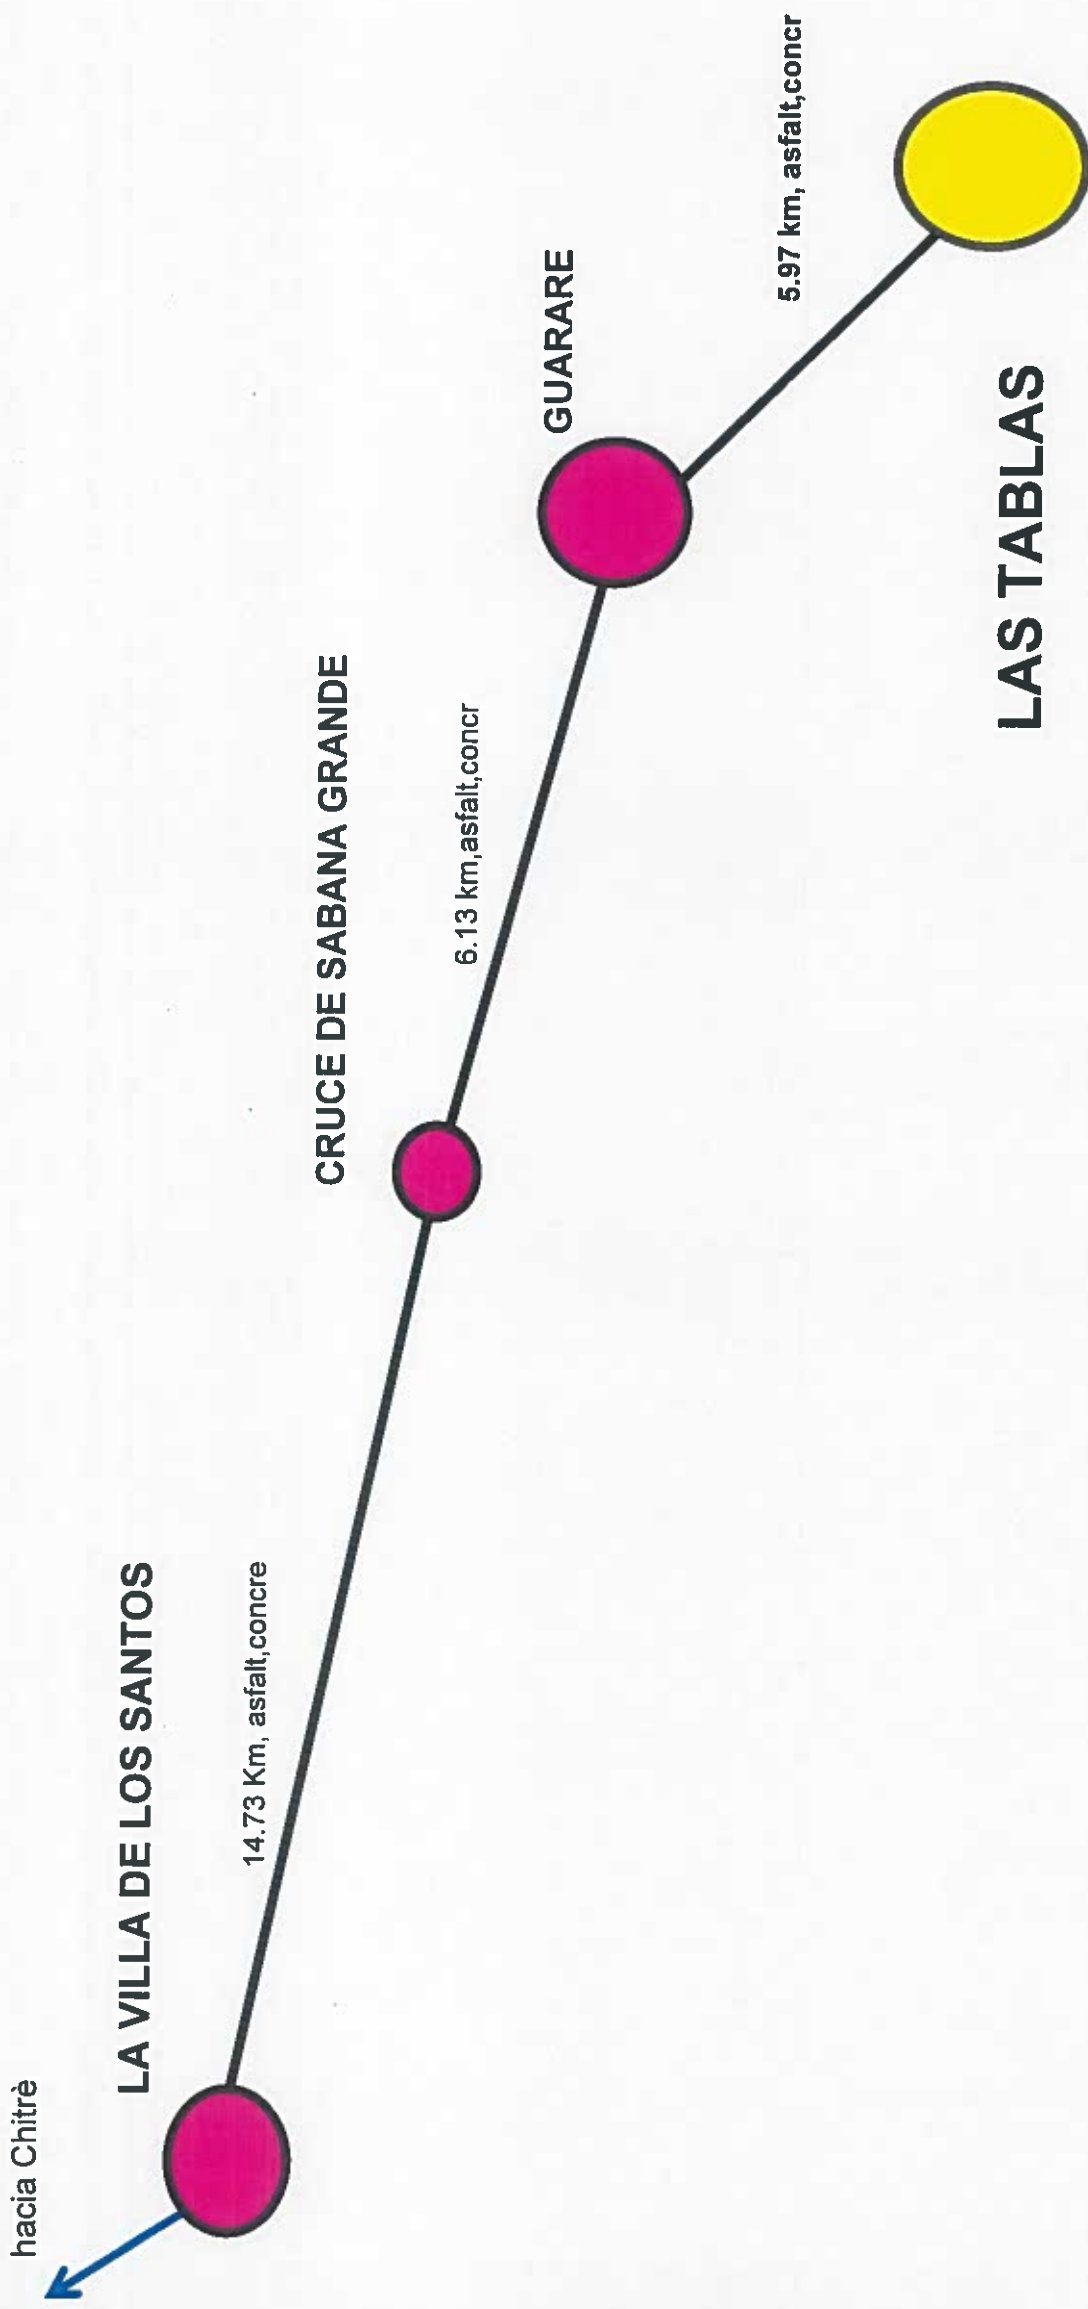 hacia Chitrè
LA VILLA DE LOS SANTOS
14.73 Km, asfalt,concre
CRUCE DE SABANA GRANDE
6.13 km,asfalt,concr
GUARARE
5.97 km, asfalt,concr
LAS TABLAS